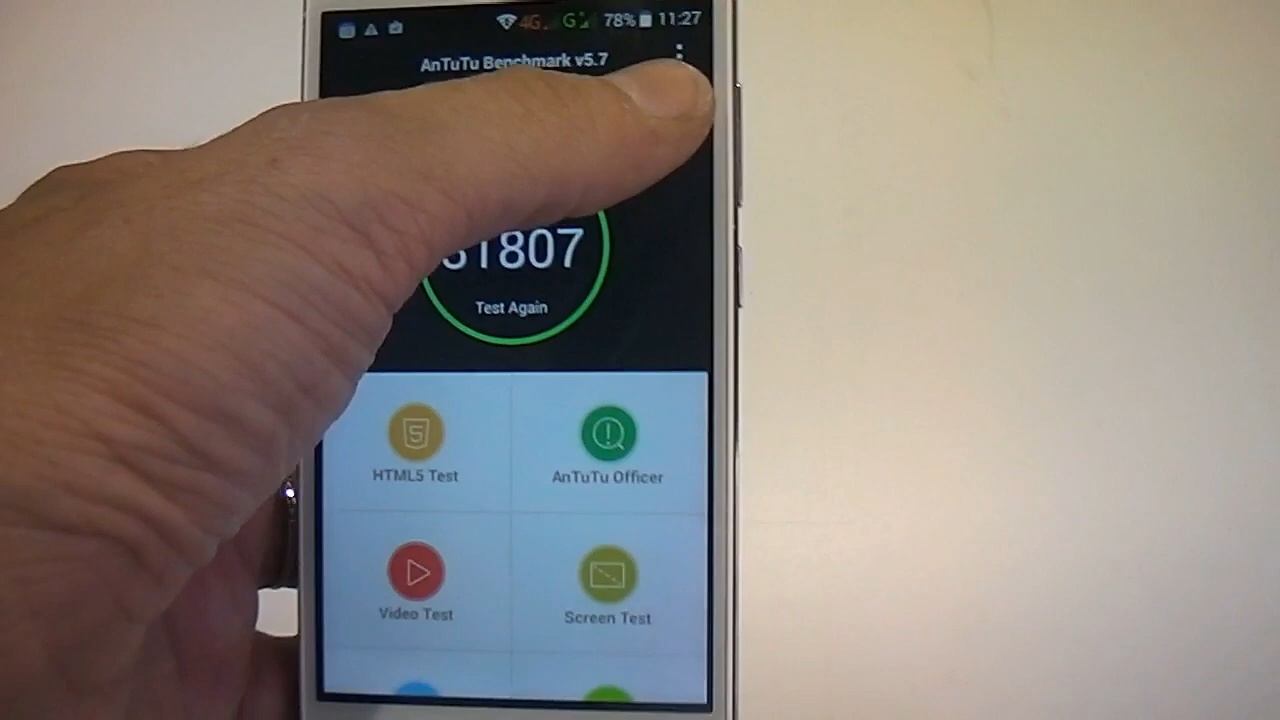 4G G 78% 11:27
AnTuTu Benchmark v5.7
1807
Test Again
HTML5 Test
AnTuTu Officer
Video Test
Screen Test